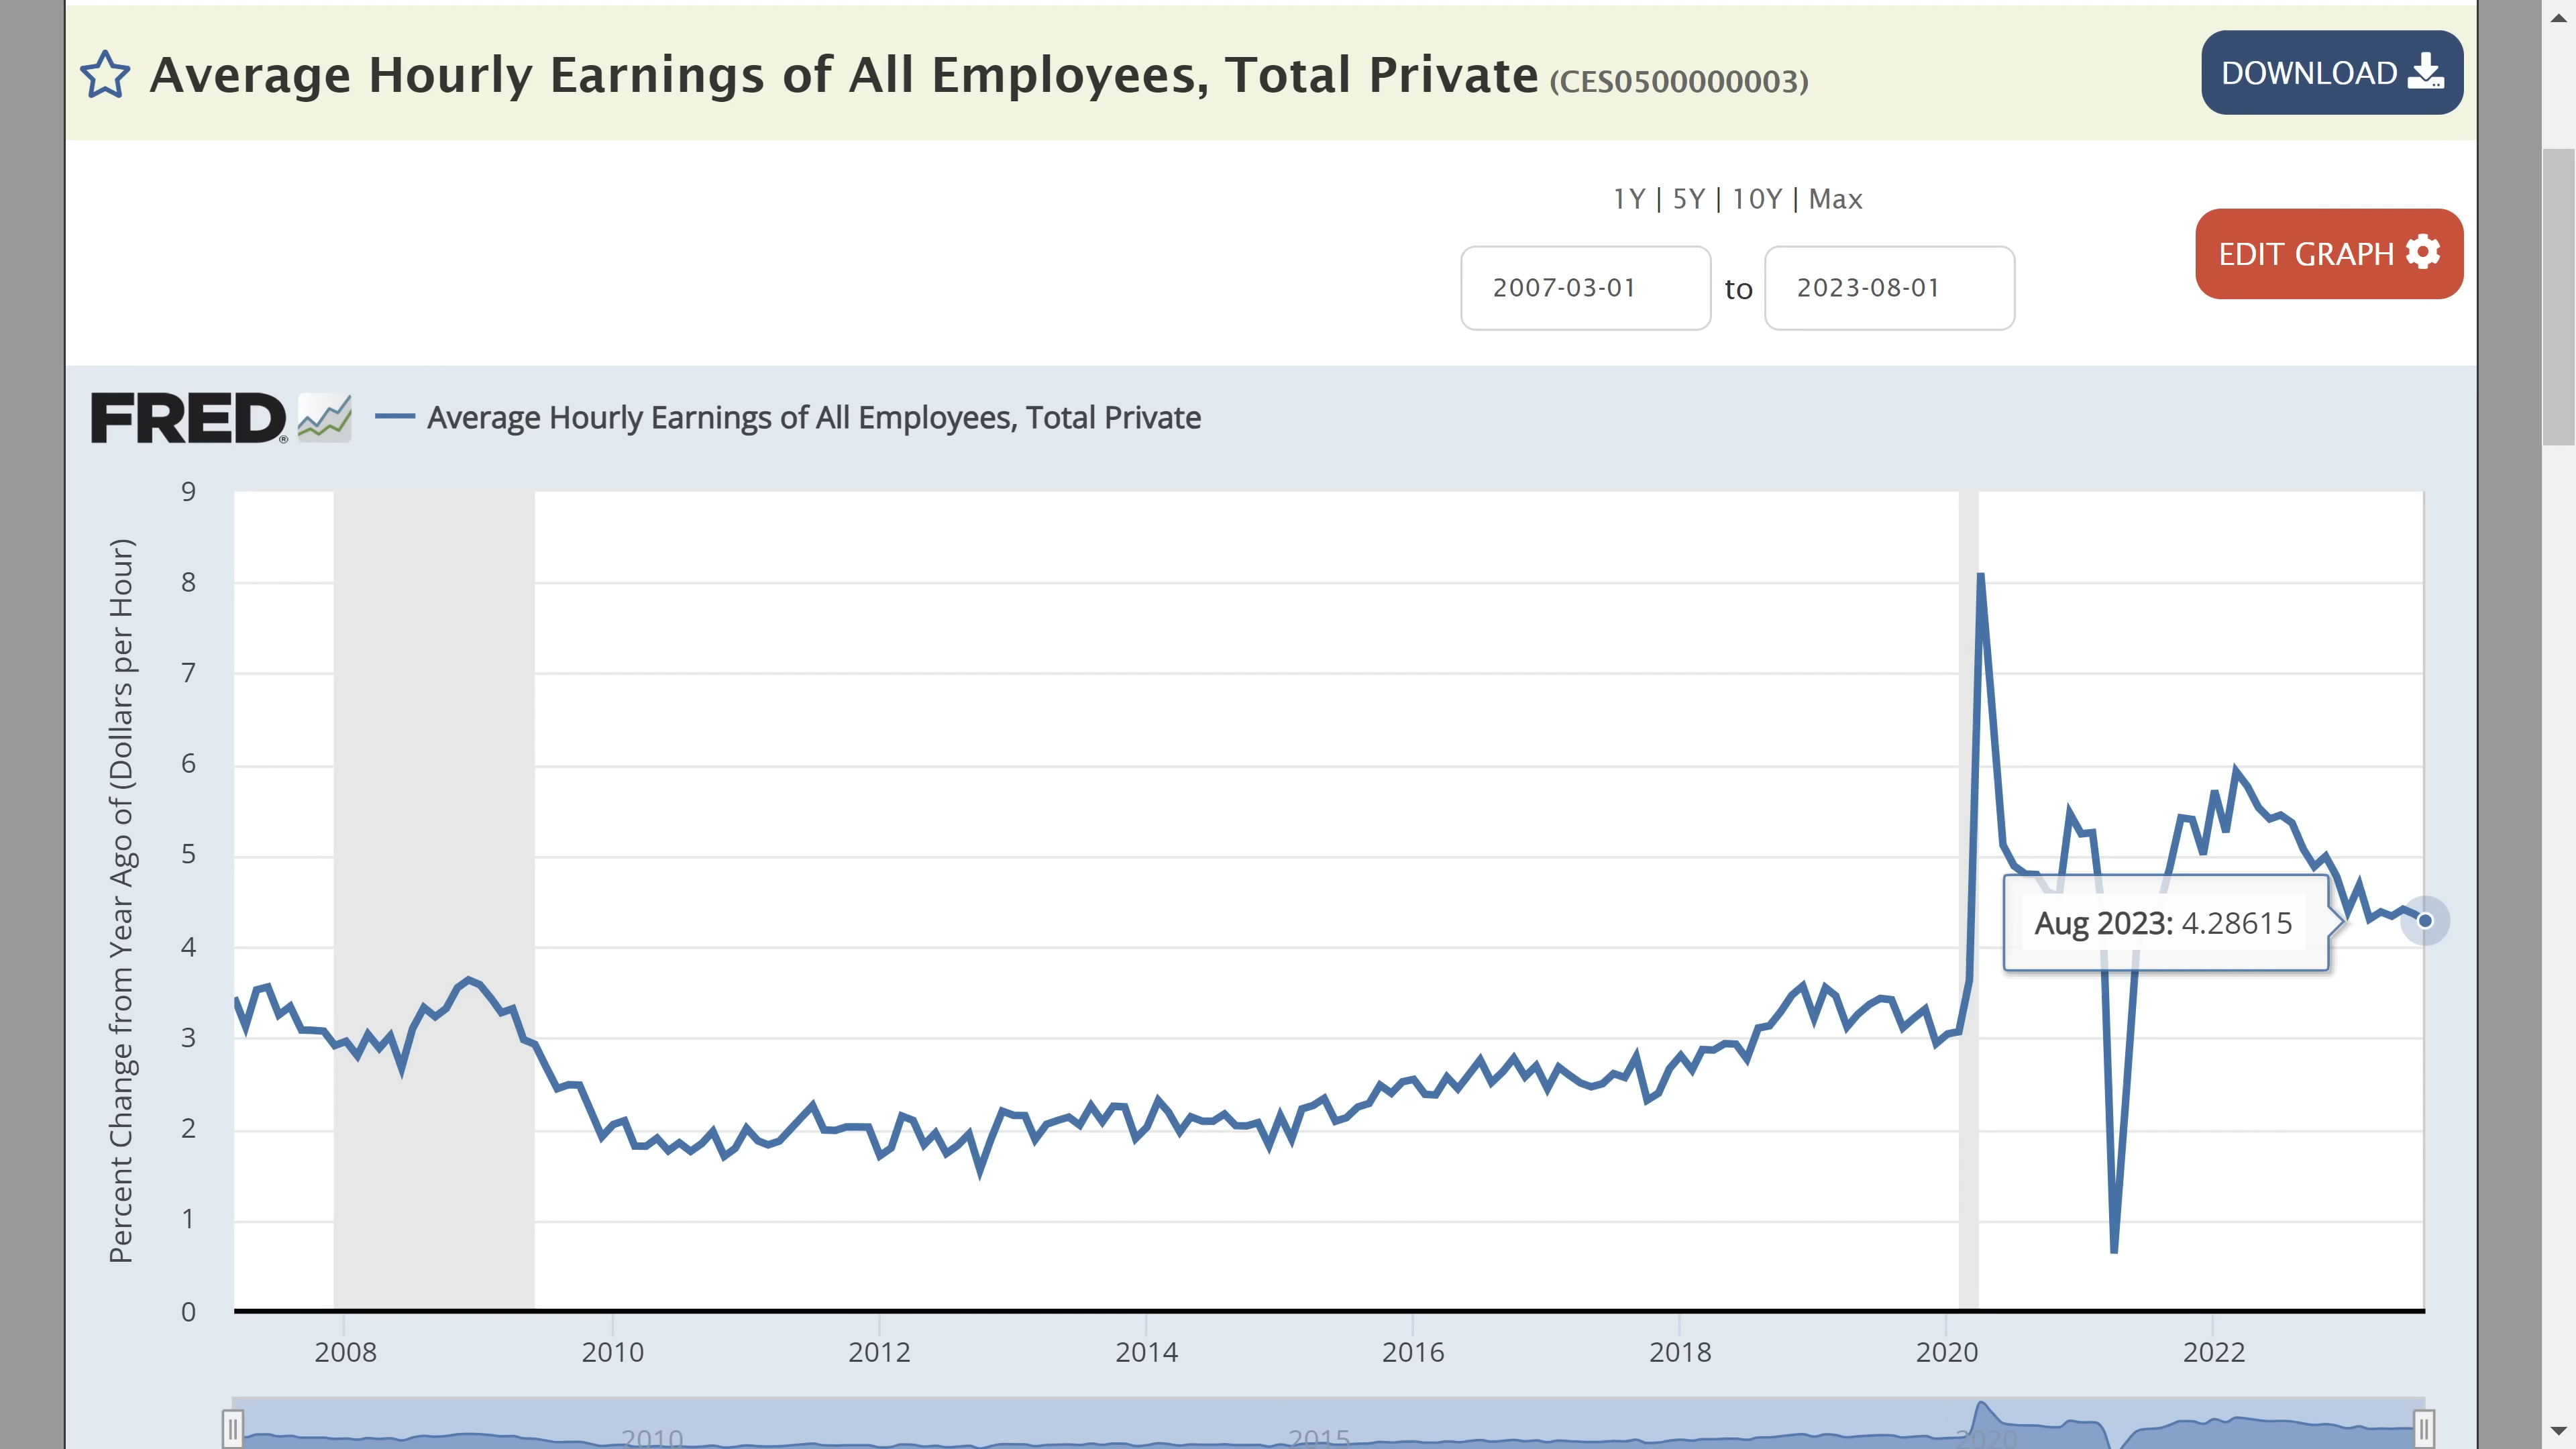 Average Hourly Earnings of All Employees, Total Private (CES0500000003)
DOWNLOAD
1Y | 5Y | 10Y | Max
2007-03-01 to 2023-08-01
EDIT GRAPH
FRED® Average Hourly Earnings of All Employees, Total Private
Percent Change from Year Ago of (Dollars per Hour)
9
8
7
6
5
4
3
2
1
0
Aug 2023: 4.28615
2008 2010 2012 2014 2016 2018 2020 2022
2010 2015 2020